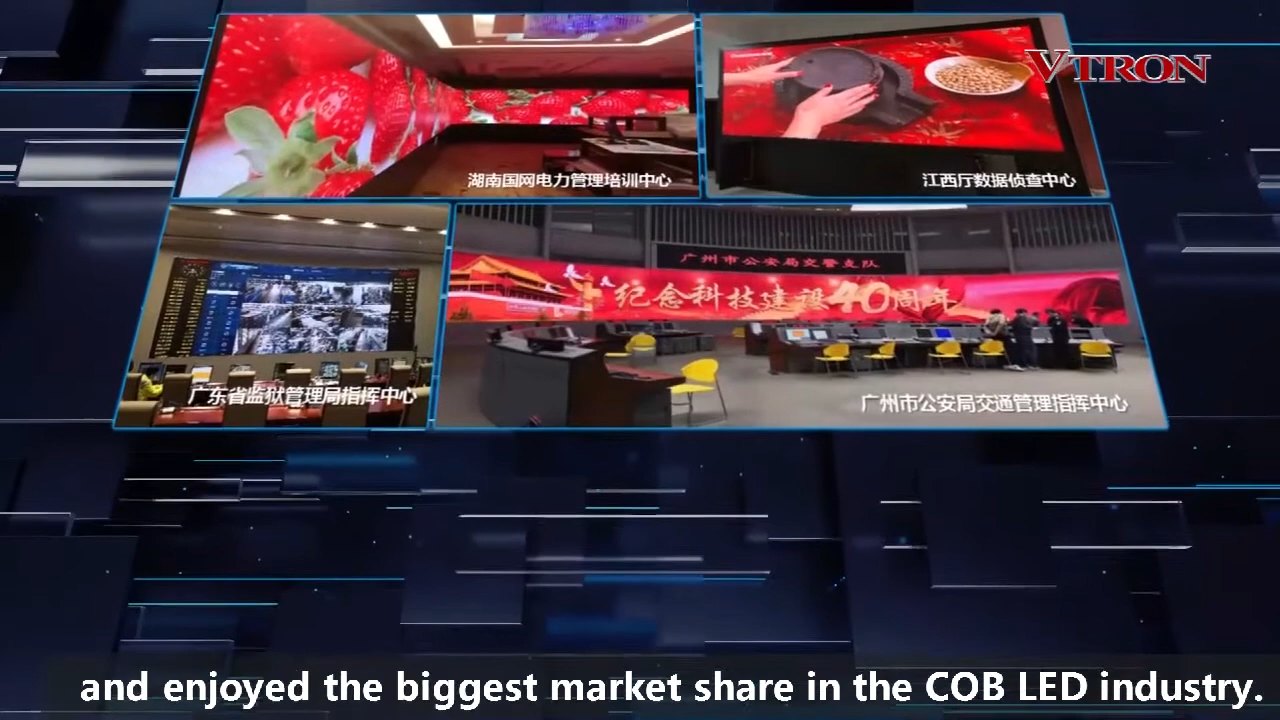 VTRON
湖南国网电力管理培训中心
江西厅数据侦查中心
广州市公安局交警支队
纪念科技建设40周年
广东省监狱管理局指挥中心
广州市公安局交通管理指挥中心
and enjoyed the biggest market share in the COB LED industry.